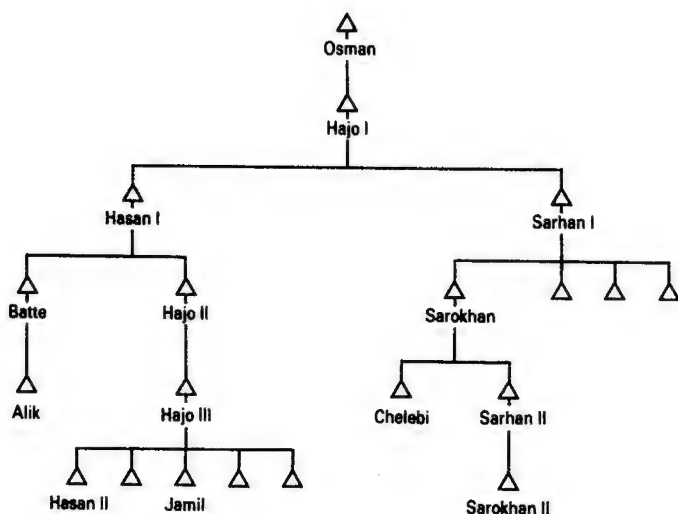 Osman
Hajo I
Hasan I
Sarhan I
Batte
Hajo II
Sarokhan
Alik
Hajo III
Chelebi
Sarhan II
Hasan II
Jamil
Sarokhan II